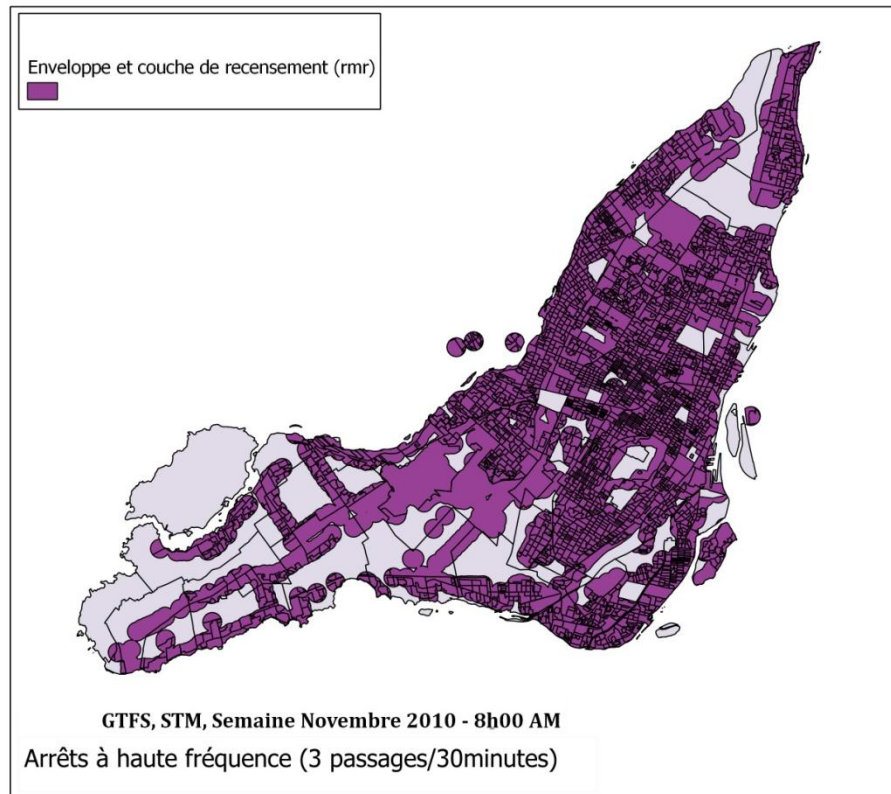 Enveloppe et couche de recensement (rmr)
GTFS, STM, Semaine Novembre 2010 - 8h00 AM
Arrêts à haute fréquence (3 passages/30minutes)